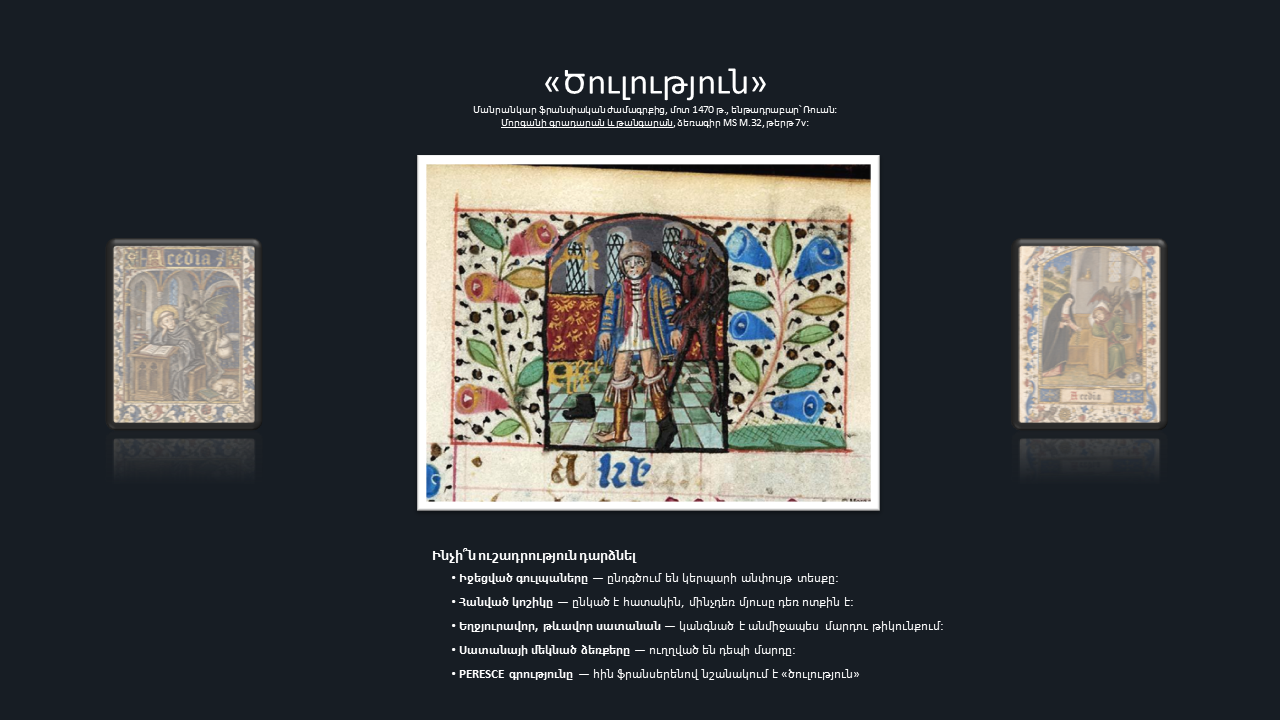 «Ծուլություն»
Մանրանկար ֆրանսիական ժամագրքից, մոտ 1470 թ., ենթադրաբար՝ Ռուան:
Մորգանի գրադարան և թանգարան, ձեռագիր MS M.32, թերթ 7v:
Acedia
Acedia
Ինչի՞ն ուշադրություն դարձնել
• Իջեցված գուլպաները — ընդգծում են կերպարի անփույթ տեսքը:
• Հանված կոշիկը — ընկած է հատակին, մինչդեռ մյուսը դեռ ոտքին է:
• Եղջյուրավոր, թևավոր սատանան — կանգնած է անմիջապես մարդու թիկունքում:
• Սատանայի մեկնած ձեռքերը — ուղղված են դեպի մարդը:
• PERESCE գրությունը — հին ֆրանսերենով նշանակում է «ծուլություն»